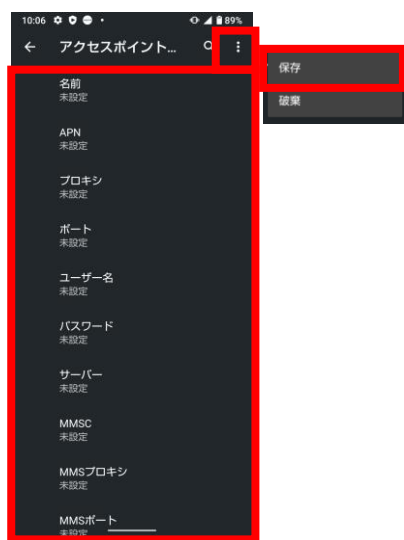 10:06 89%
アクセスポイント...
保存
破棄
名前
未設定
APN
未設定
プロキシ
未設定
ポート
未設定
ユーザー名
未設定
パスワード
未設定
サーバー
未設定
MMSC
未設定
MMSプロキシ
未設定
MMSポート
未設定